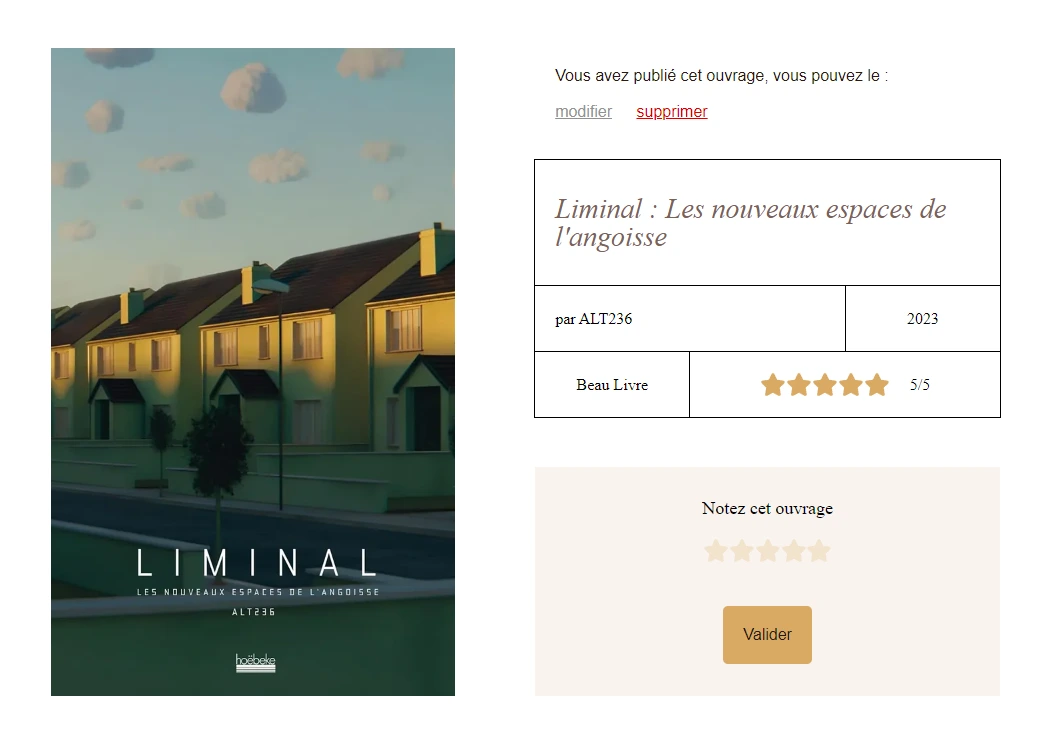 LIMINAL
LES NOUVEAUX ESPACES DE L'ANGOISSE
ALT236
hoëbeke
Vous avez publié cet ouvrage, vous pouvez le :
modifier supprimer
Liminal : Les nouveaux espaces de
l'angoisse
par ALT236
2023
Beau Livre
5/5
Notez cet ouvrage
Valider